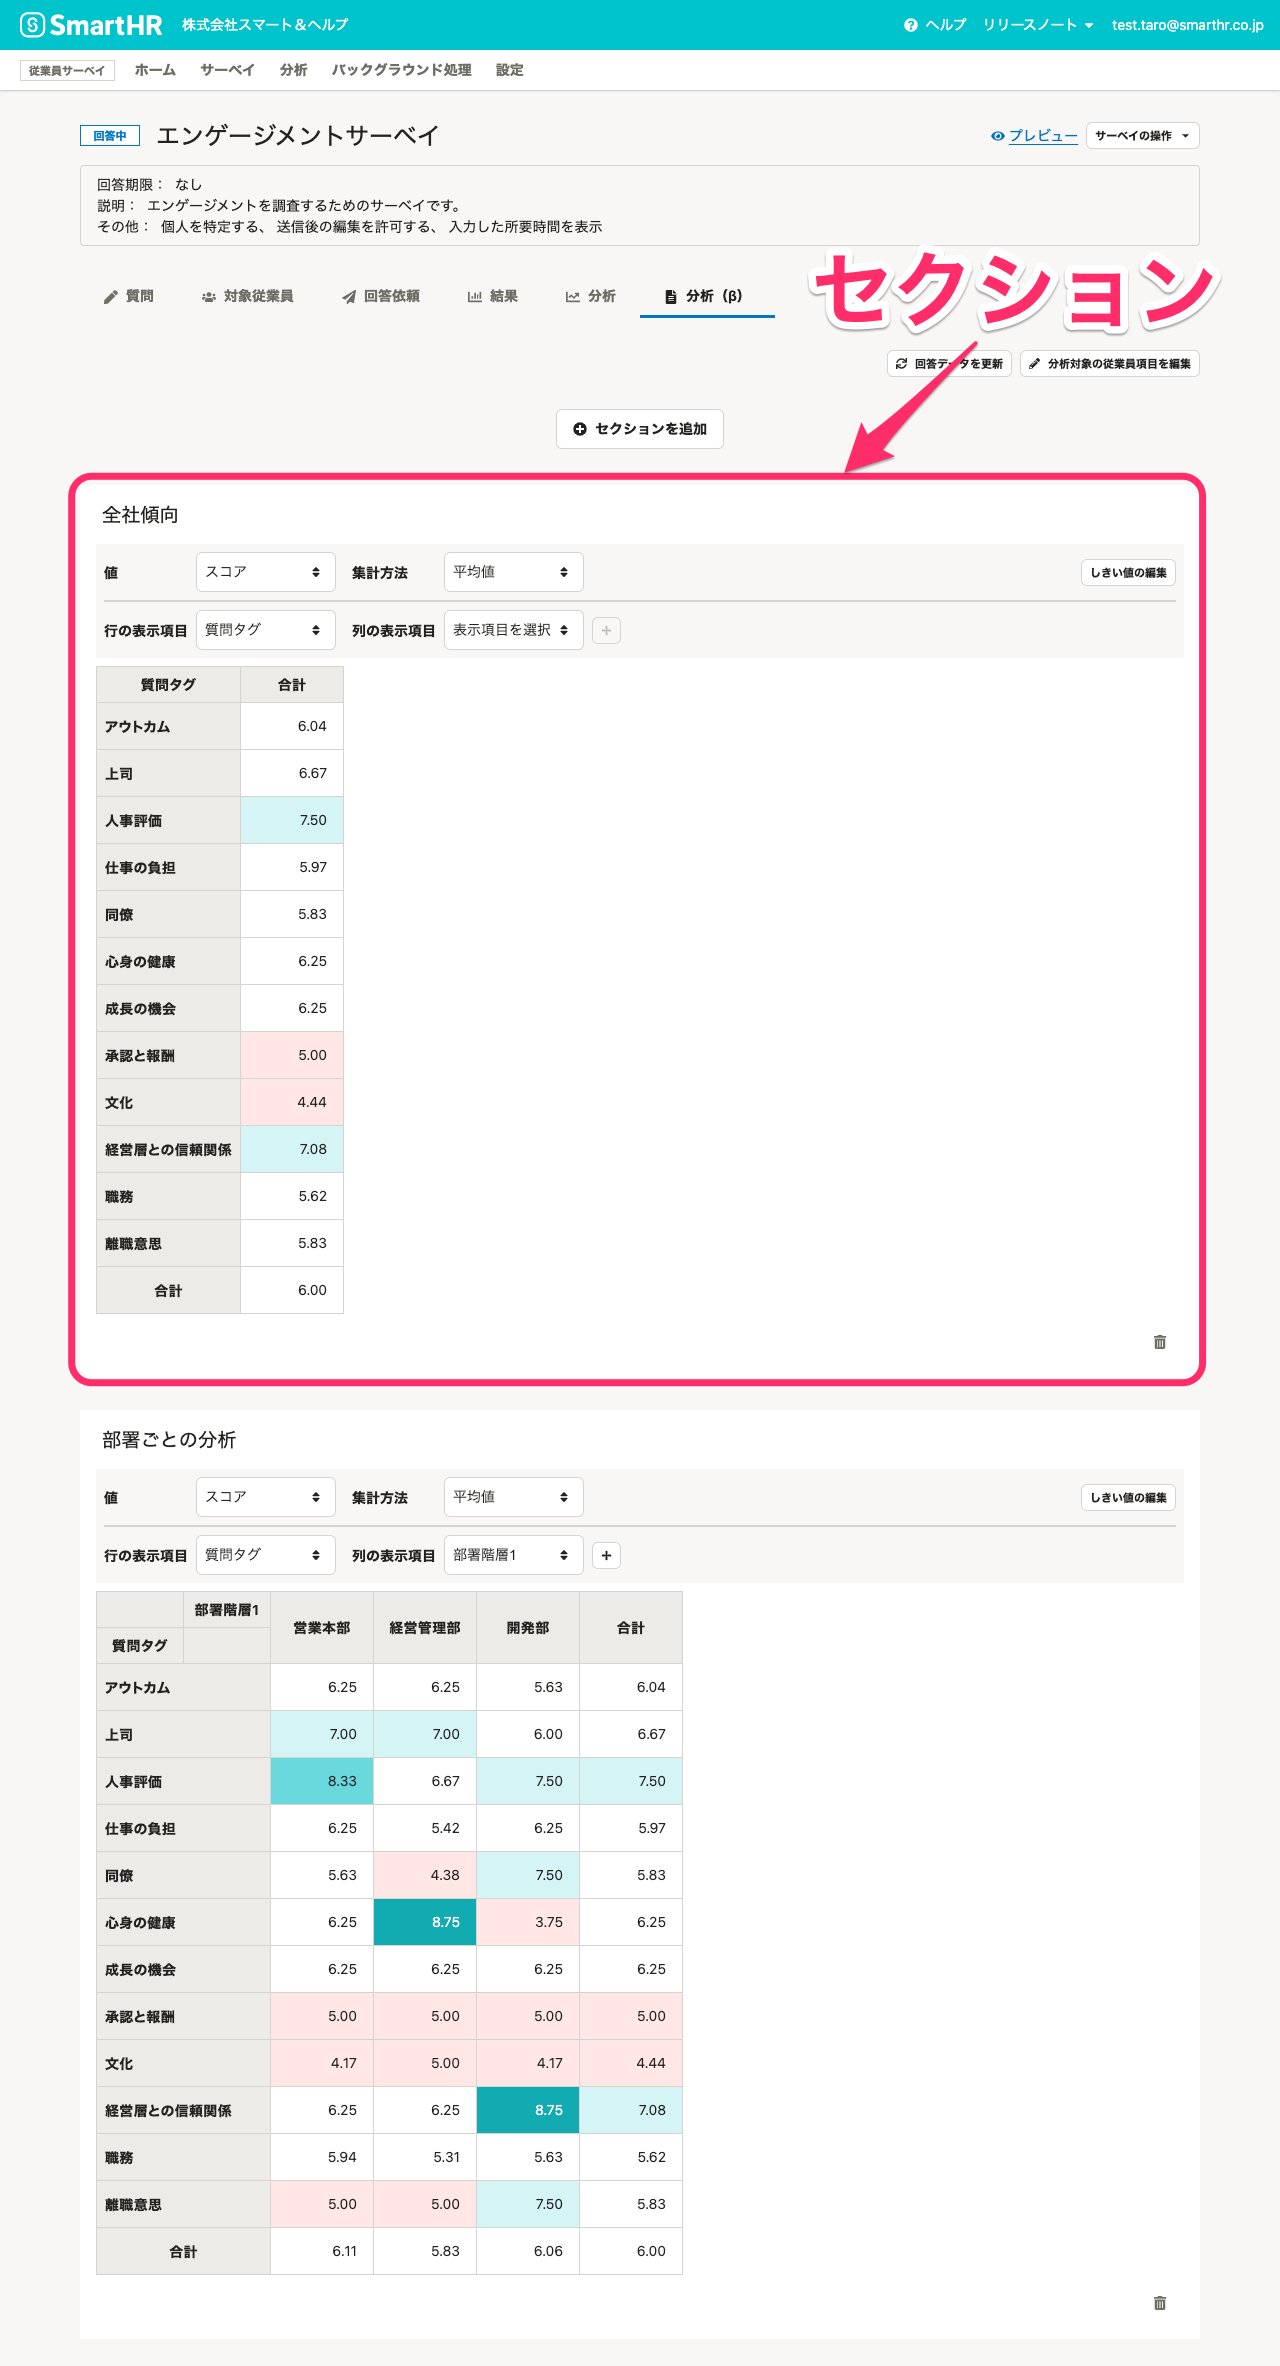 SmartHR 株式会社スマート＆ヘルプ ヘルプ リリースノート test.taro@smarthr.co.jp
従業員サーベイ ホーム サーベイ 分析 バックグラウンド処理 設定
回答中 エンゲージメントサーベイ プレビュー サーベイの操作
回答期限： なし
説明： エンゲージメントを調査するためのサーベイです。
その他： 個人を特定する、 送信後の編集を許可する、 入力した所要時間を表示
セクション
質問 対象従業員 回答依頼 結果 分析 分析（β）
回答データを更新 分析対象の従業員項目を編集
セクションを追加
全社傾向
値 スコア 集計方法 平均値 しきい値の編集
行の表示項目 質問タグ 列の表示項目 表示項目を選択 +
質問タグ 合計
アウトカム 6.04
上司 6.67
人事評価 7.50
仕事の負担 5.97
同僚 5.83
心身の健康 6.25
成長の機会 6.25
承認と報酬 5.00
文化 4.44
経営層との信頼関係 7.08
職務 5.62
離職意思 5.83
合計 6.00
部署ごとの分析
値 スコア 集計方法 平均値 しきい値の編集
行の表示項目 質問タグ 列の表示項目 部署階層1 +
部署階層1 営業本部 経営管理部 開発部 合計
質問タグ
アウトカム 6.25 6.25 5.63 6.04
上司 7.00 7.00 6.00 6.67
人事評価 8.33 6.67 7.50 7.50
仕事の負担 6.25 5.42 6.25 5.97
同僚 5.63 4.38 7.50 5.83
心身の健康 6.25 8.75 3.75 6.25
成長の機会 6.25 6.25 6.25 6.25
承認と報酬 5.00 5.00 5.00 5.00
文化 4.17 5.00 4.17 4.44
経営層との信頼関係 6.25 6.25 8.75 7.08
職務 5.94 5.31 5.63 5.62
離職意思 5.00 5.00 7.50 5.83
合計 6.11 5.83 6.06 6.00